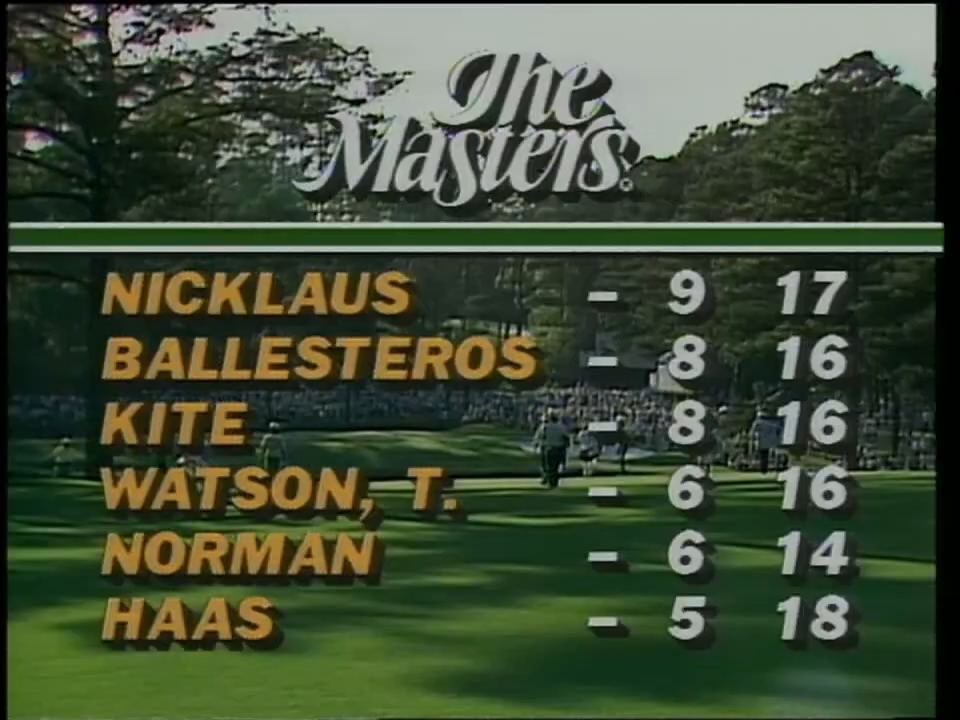 The
Masters
NICKLAUS - 9 17
BALLESTEROS - 8 16
KITE - 8 16
WATSON, T. - 6 16
NORMAN - 6 14
HAAS - 5 18